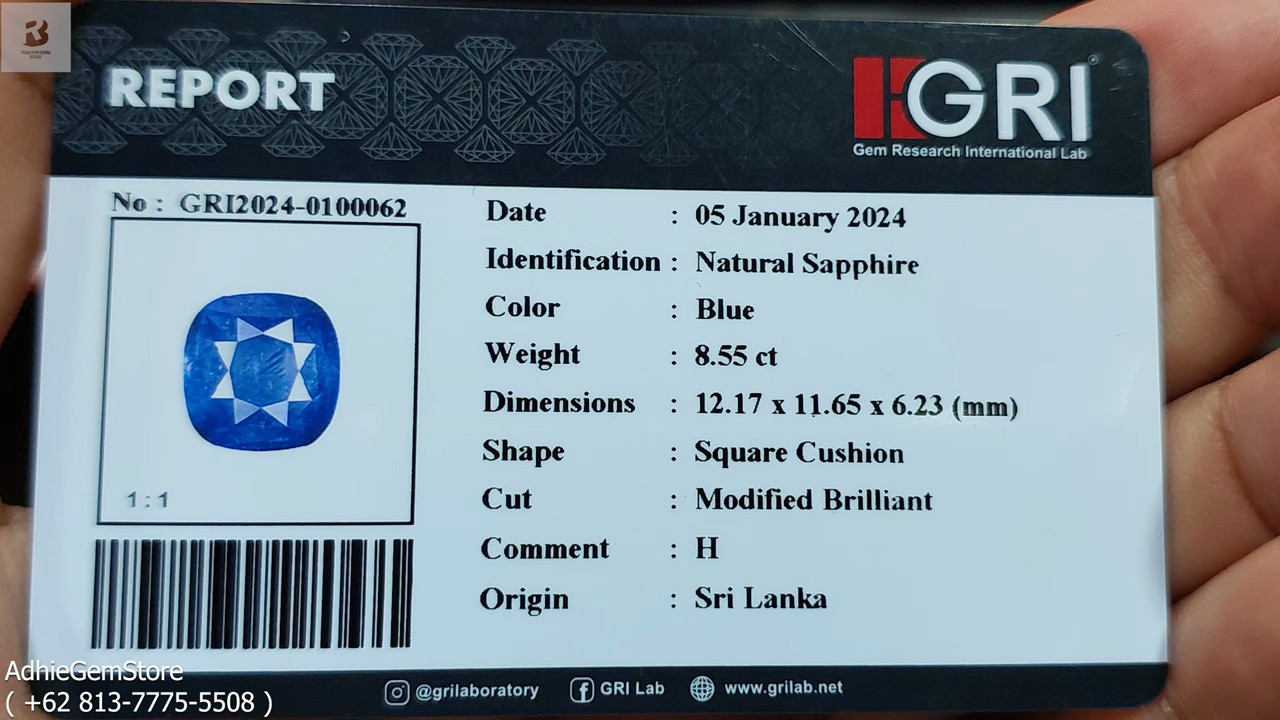 REPORT
GRI
®
Gem Research International Lab
No : GRI2024-0100062
1:1
Date : 05 January 2024
Identification : Natural Sapphire
Color : Blue
Weight : 8.55 ct
Dimensions : 12.17 x 11.65 x 6.23 (mm)
Shape : Square Cushion
Cut : Modified Brilliant
Comment : H
Origin : Sri Lanka
@grilaboratory
GRI Lab
www.grilab.net
AdhieGemStore
( +62 813-7775-5508 )